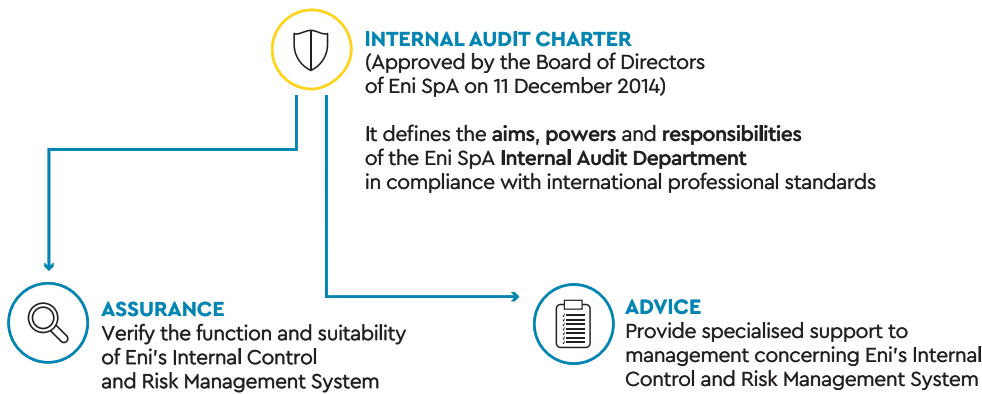 INTERNAL AUDIT CHARTER
(Approved by the Board of Directors
of Eni SpA on 11 December 2014)
It defines the aims, powers and responsibilities
of the Eni SpA Internal Audit Department
in compliance with international professional standards
ASSURANCE
Verify the function and suitability
of Eni's Internal Control
and Risk Management System
ADVICE
Provide specialised support to
management concerning Eni's Internal
Control and Risk Management System